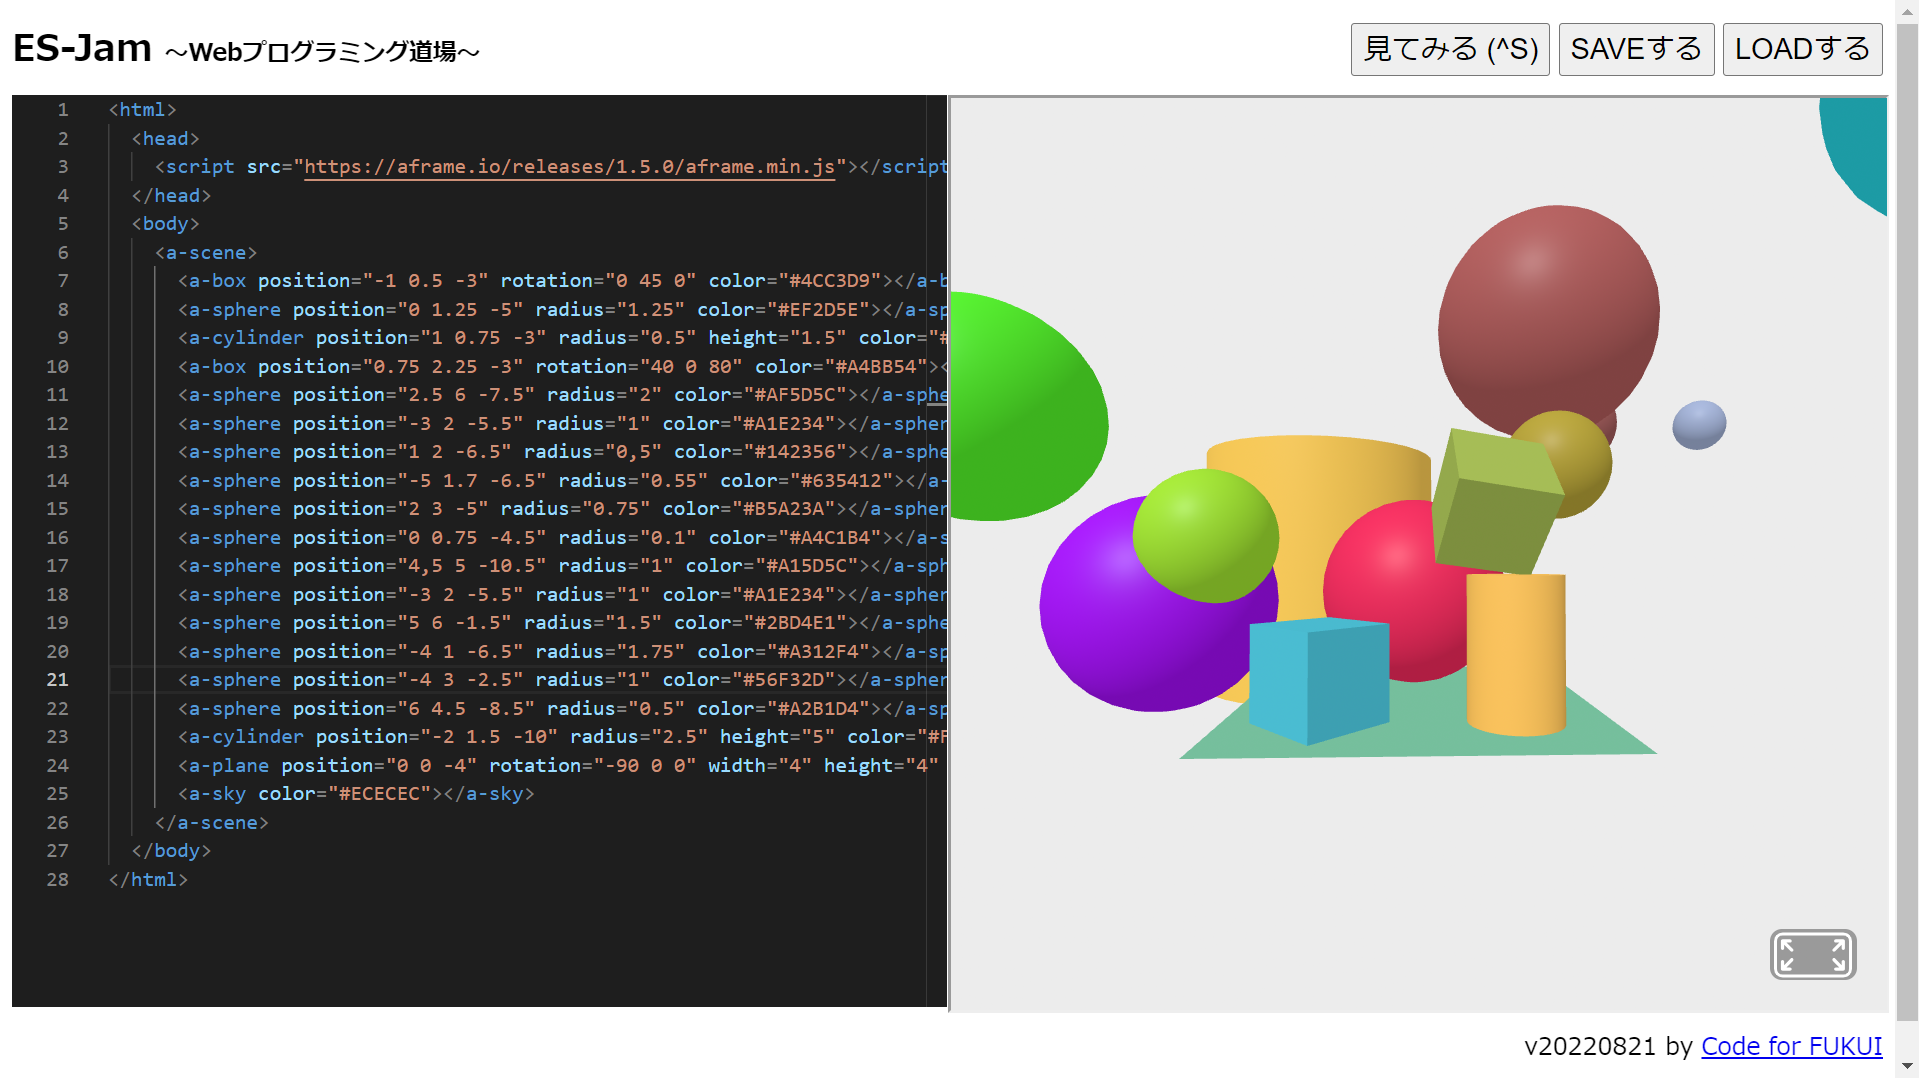 ES-Jam 〜Webプログラミング道場〜
見てみる (^S) SAVEする LOADする
1 <html>
2 <head>
3 <script src="https://aframe.io/releases/1.5.0/aframe.min.js"></script
4 </head>
5 <body>
6 <a-scene>
7 <a-box position="-1 0.5 -3" rotation="0 45 0" color="#4CC3D9"></a-b
8 <a-sphere position="0 1.25 -5" radius="1.25" color="#EF2D5E"></a-sp
9 <a-cylinder position="1 0.75 -3" radius="0.5" height="1.5" color="#
10 <a-box position="0.75 2.25 -3" rotation="40 0 80" color="#A4BB54"><
11 <a-sphere position="2.5 6 -7.5" radius="2" color="#AF5D5C"></a-sphe
12 <a-sphere position="-3 2 -5.5" radius="1" color="#A1E234"></a-spher
13 <a-sphere position="1 2 -6.5" radius="0,5" color="#142356"></a-sphe
14 <a-sphere position="-5 1.7 -6.5" radius="0.55" color="#635412"></a-
15 <a-sphere position="2 3 -5" radius="0.75" color="#B5A23A"></a-spher
16 <a-sphere position="0 0.75 -4.5" radius="0.1" color="#A4C1B4"></a-s
17 <a-sphere position="4,5 5 -10.5" radius="1" color="#A15D5C"></a-sph
18 <a-sphere position="-3 2 -5.5" radius="1" color="#A1E234"></a-spher
19 <a-sphere position="5 6 -1.5" radius="1.5" color="#2BD4E1"></a-sphe
20 <a-sphere position="-4 1 -6.5" radius="1.75" color="#A312F4"></a-sp
21 <a-sphere position="-4 3 -2.5" radius="1" color="#56F32D"></a-spher
22 <a-sphere position="6 4.5 -8.5" radius="0.5" color="#A2B1D4"></a-sp
23 <a-cylinder position="-2 1.5 -10" radius="2.5" height="5" color="#F
24 <a-plane position="0 0 -4" rotation="-90 0 0" width="4" height="4"
25 <a-sky color="#ECECEC"></a-sky>
26 </a-scene>
27 </body>
28 </html>
v20220821 by Code for FUKUI